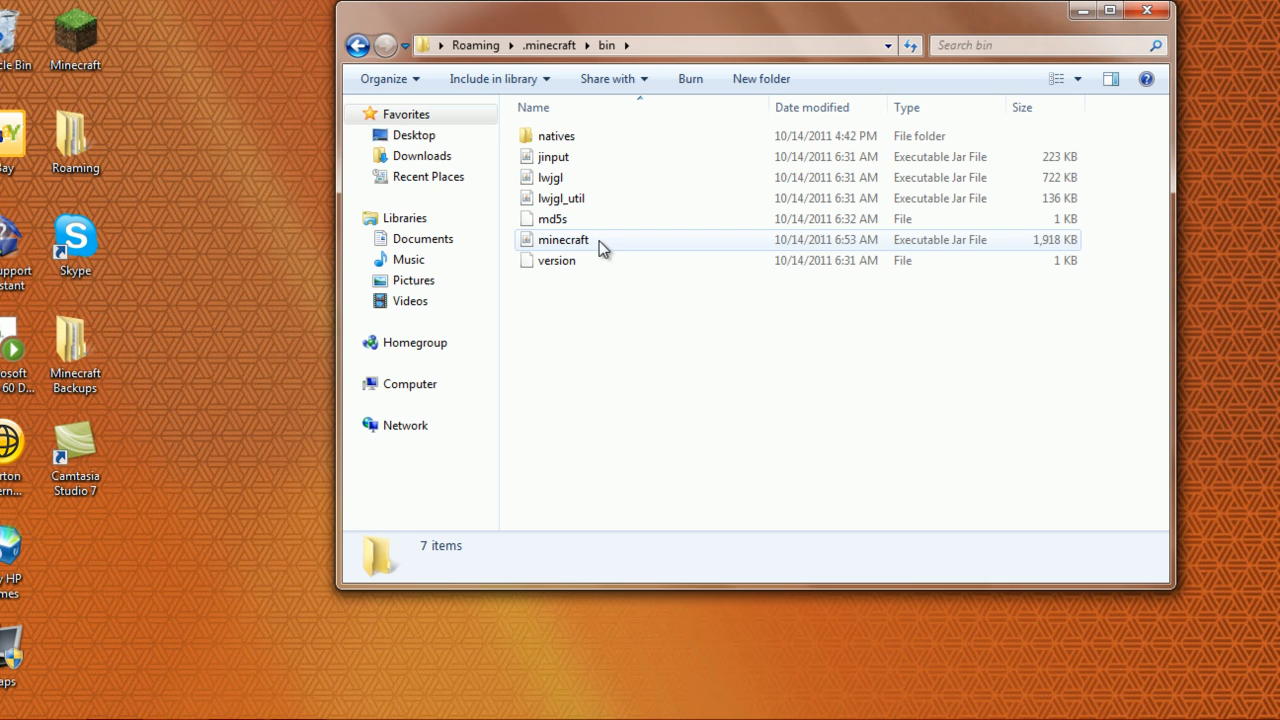 cle Bin
Minecraft
ay
Roaming
upport
stant
Skype
osoft
60 D...
Minecraft
Backups
rton
ern...
Camtasia
Studio 7
y HP
mes
aps
Roaming
.minecraft
bin
Search bin
Organize
Include in library
Share with
Burn
New folder
Favorites
Desktop
Downloads
Recent Places
Libraries
Documents
Music
Pictures
Videos
Homegroup
Computer
Network
Name Date modified Type Size
natives 10/14/2011 4:42 PM File folder
jinput 10/14/2011 6:31 AM Executable Jar File 223 KB
lwjgl 10/14/2011 6:31 AM Executable Jar File 722 KB
lwjgl_util 10/14/2011 6:31 AM Executable Jar File 136 KB
md5s 10/14/2011 6:32 AM File 1 KB
minecraft 10/14/2011 6:53 AM Executable Jar File 1,918 KB
version 10/14/2011 6:31 AM File 1 KB
7 items